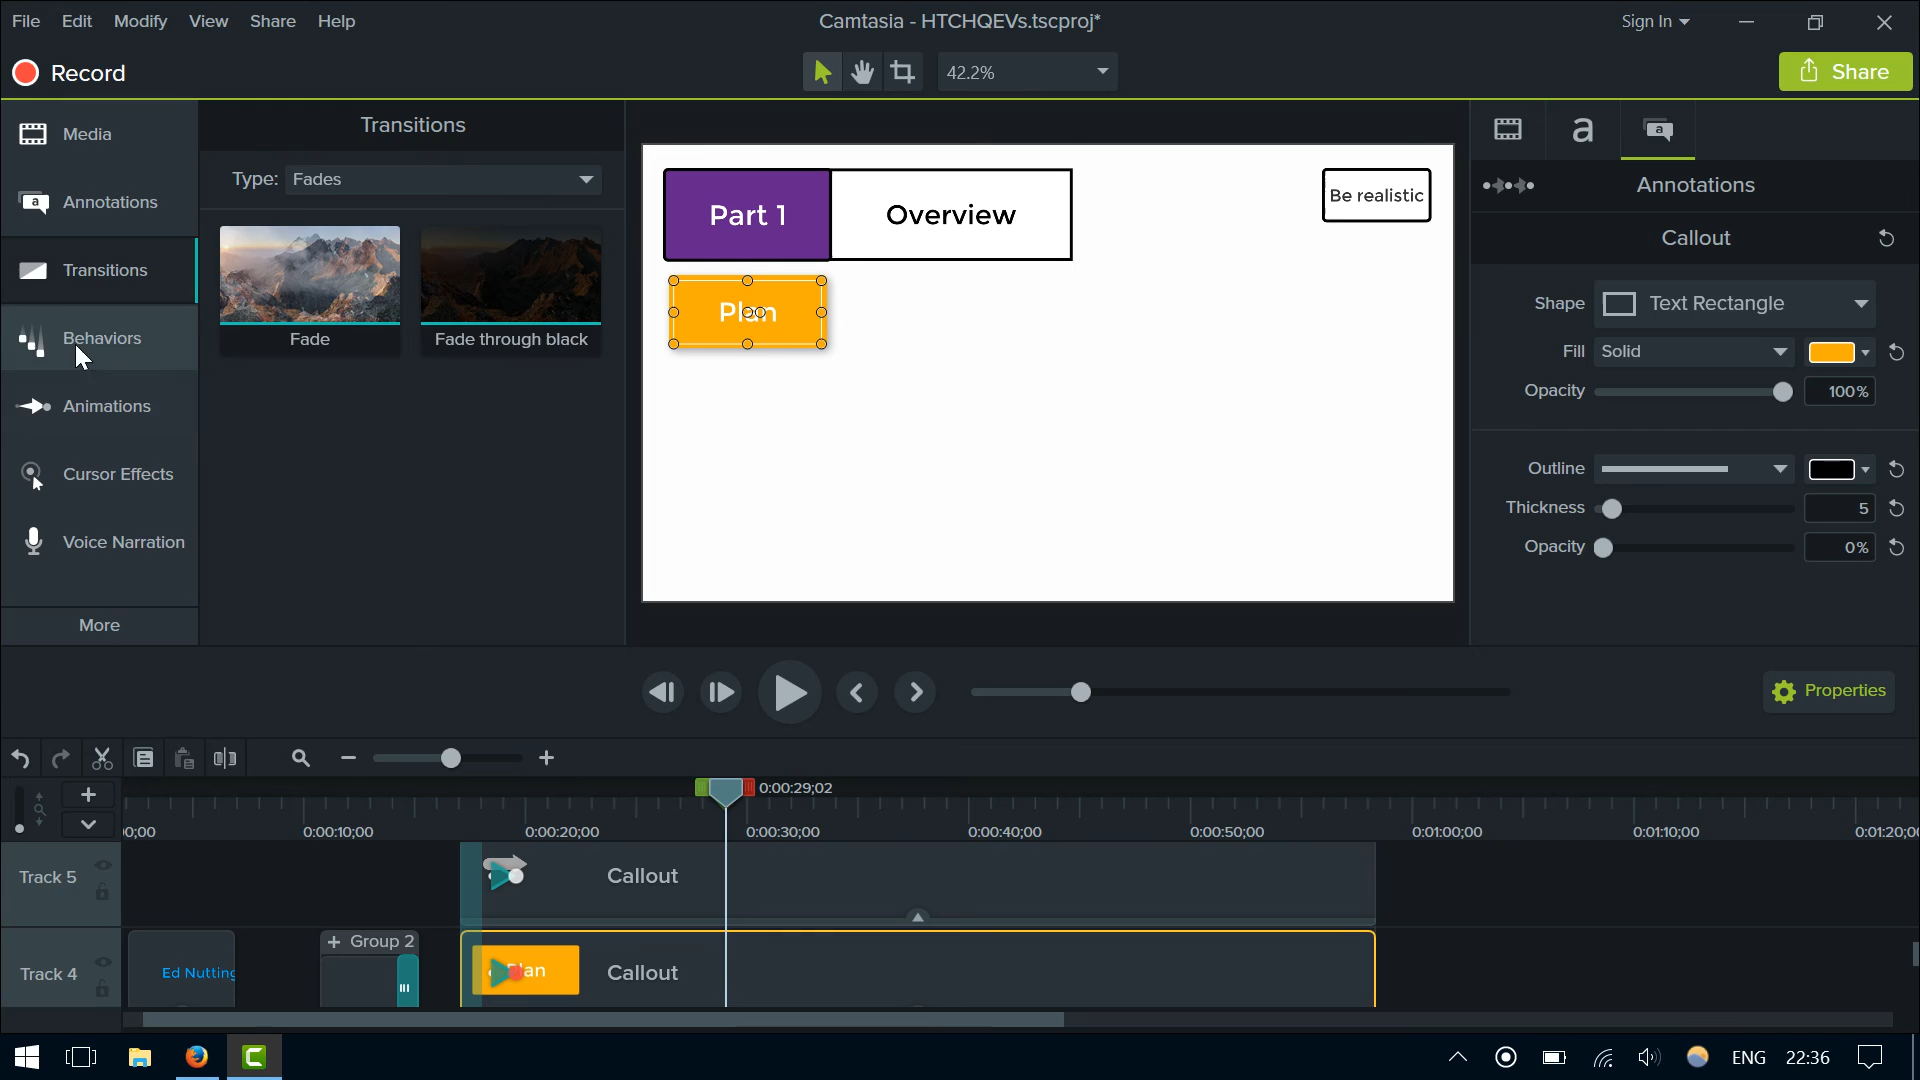 File Edit Modify View Share Help
Camtasia - HTCHQEVs.tscproj*
Sign In
Record
42.2%
Share
Media
Annotations
Transitions
Behaviors
Animations
Cursor Effects
Voice Narration
More
Transitions
Type: Fades
Fade
Fade through black
Part 1
Overview
Be realistic
Plan
a
a
Annotations
Callout
Shape Text Rectangle
Fill Solid
Opacity 100%
Outline
Thickness 5
Opacity 0%
Properties
0:00:29;02
0:00:10;00 0:00:20;00 0:00:30;00 0:00:40;00 0:00:50;00 0:01:00;00 0:01:10;00
Track 5
Callout
Track 4
Ed Nutting
+ Group 2
Plan
Callout
ENG 22:36